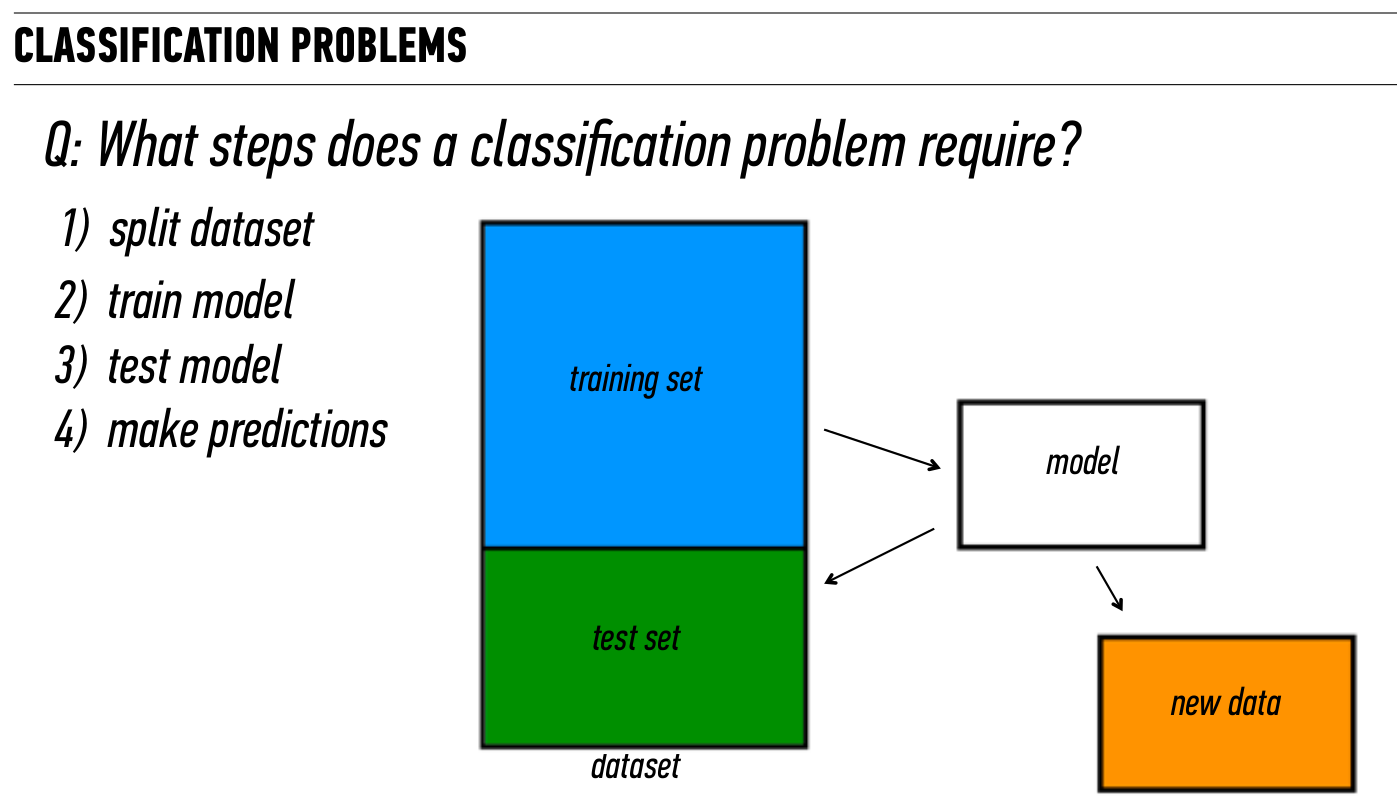 CLASSIFICATION PROBLEMS
Q: What steps does a classification problem require?
1) split dataset
2) train model
3) test model
4) make predictions
training set
model
test set
new data
dataset